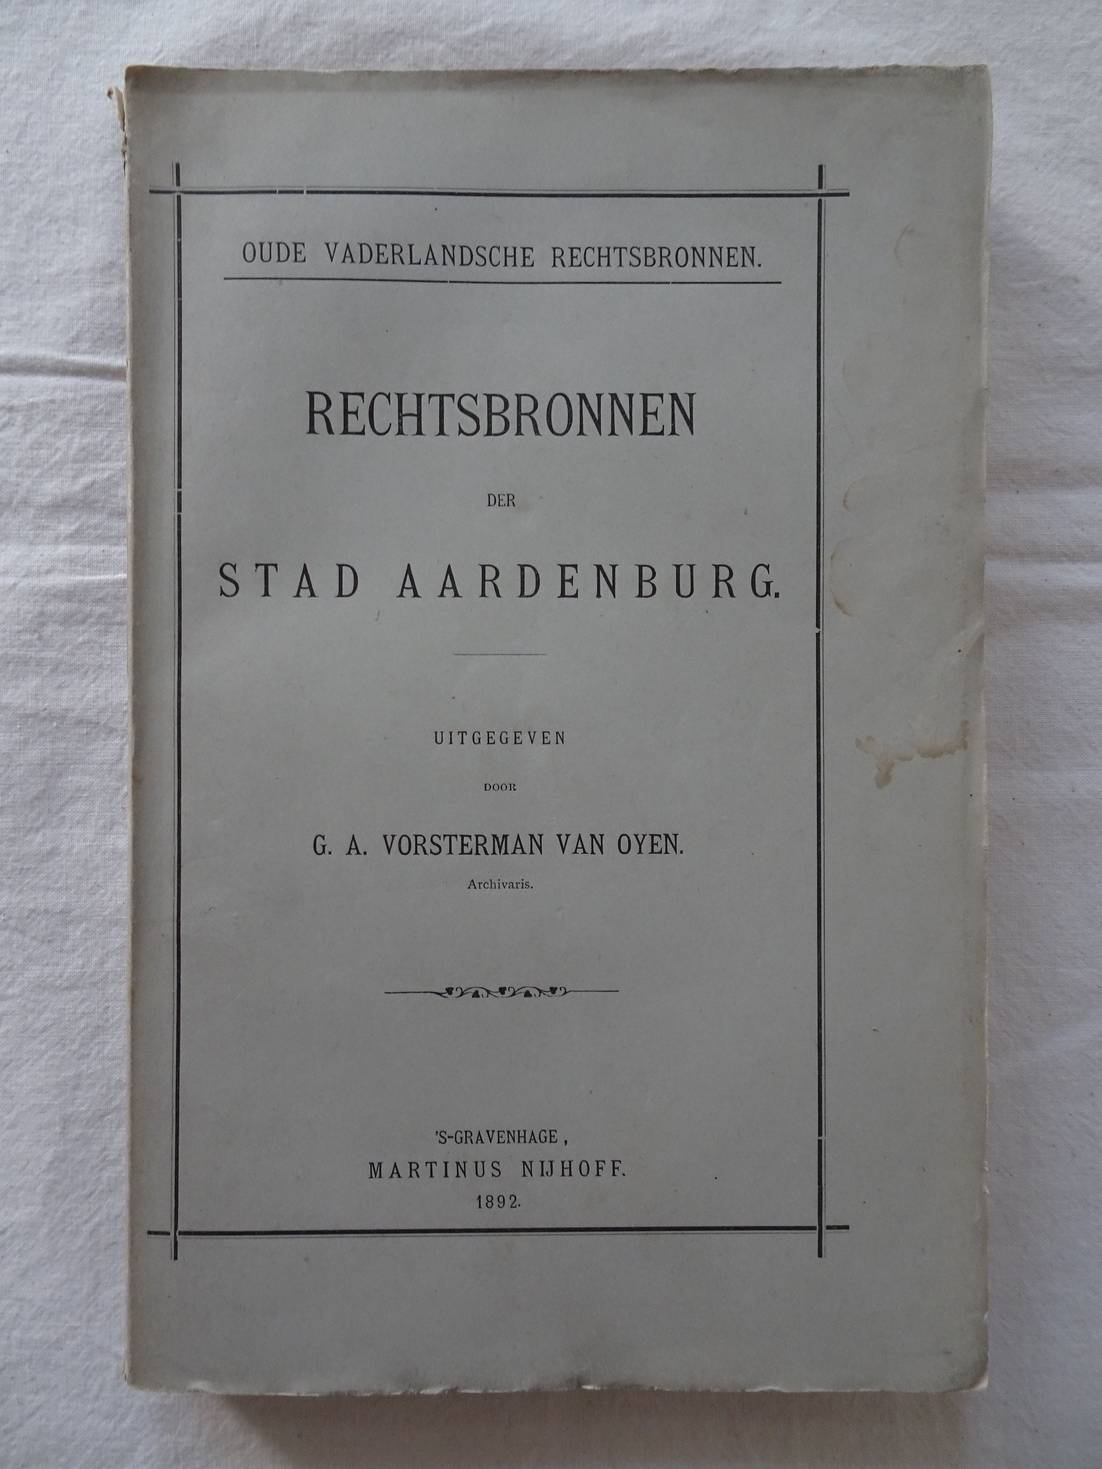 OUDE VADERLANDSCHE RECHTSBRONNEN.
RECHTSBRONNEN
DER
STAD AARDENBURG.
UITGEGEVEN
DOOR
G. A. VORSTERMAN VAN OYEN.
Archivaris.
'S-GRAVENHAGE,
MARTINUS NIJHOFF.
1892.